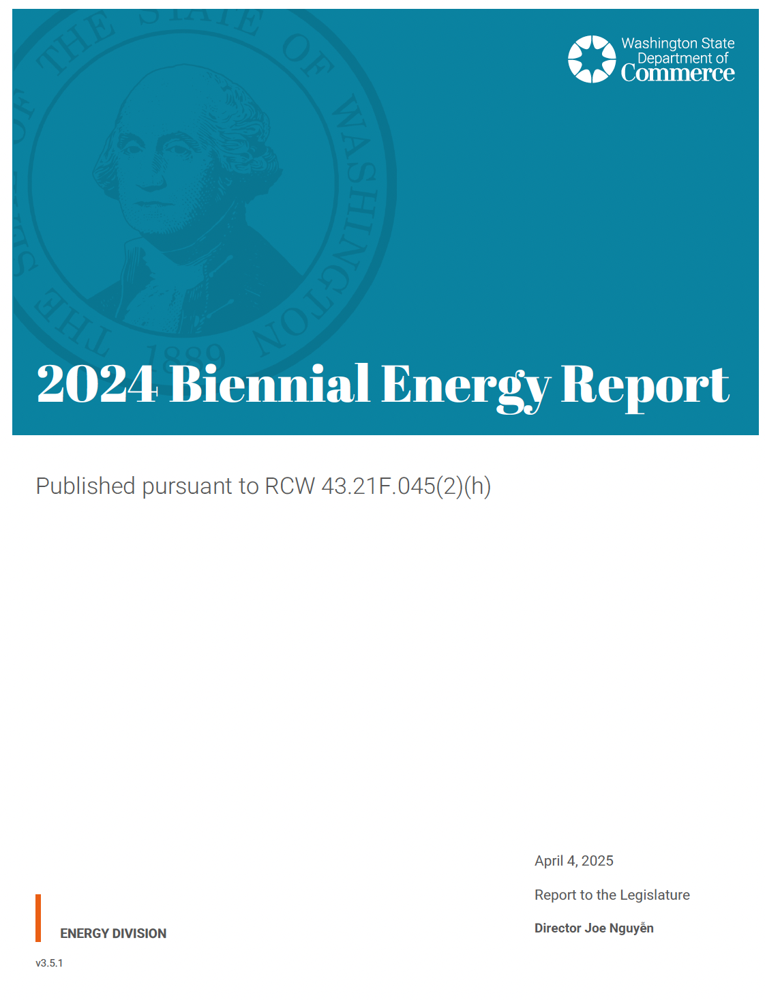 THE SEAL OF THE STATE OF WASHINGTON
1889
Washington State
Department of
Commerce
2024 Biennial Energy Report
Published pursuant to RCW 43.21F.045(2)(h)
April 4, 2025
Report to the Legislature
Director Joe Nguyễn
ENERGY DIVISION
v3.5.1